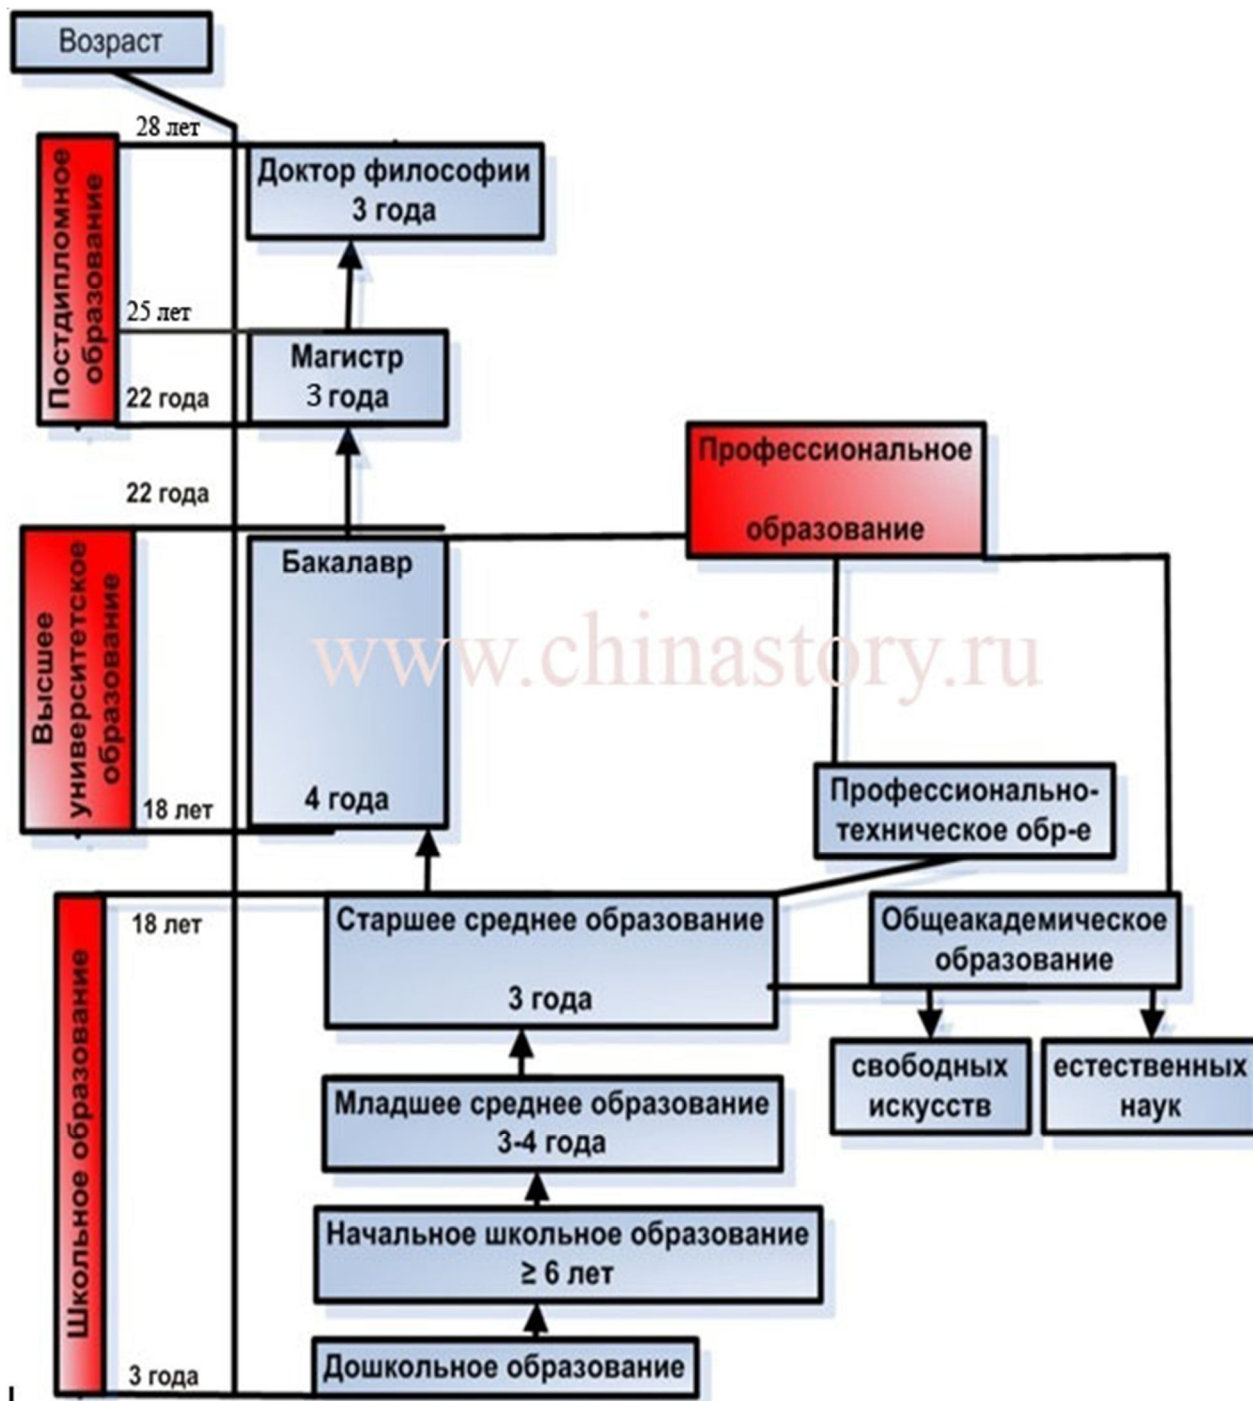 Возраст
28 лет
Доктор философии
3 года
Постдипломное
образование
25 лет
Магистр
3 года
22 года
22 года
Профессиональное
образование
Бакалавр
4 года
Высшее
университетское
образование
www.chinastory.ru
18 лет
Профессионально-
техническое обр-е
18 лет
Старшее среднее образование
3 года
Общеакадемическое
образование
свободных
искусств
естественных
наук
Школьное образование
Младшее среднее образование
3-4 года
Начальное школьное образование
≥ 6 лет
Дошкольное образование
3 года